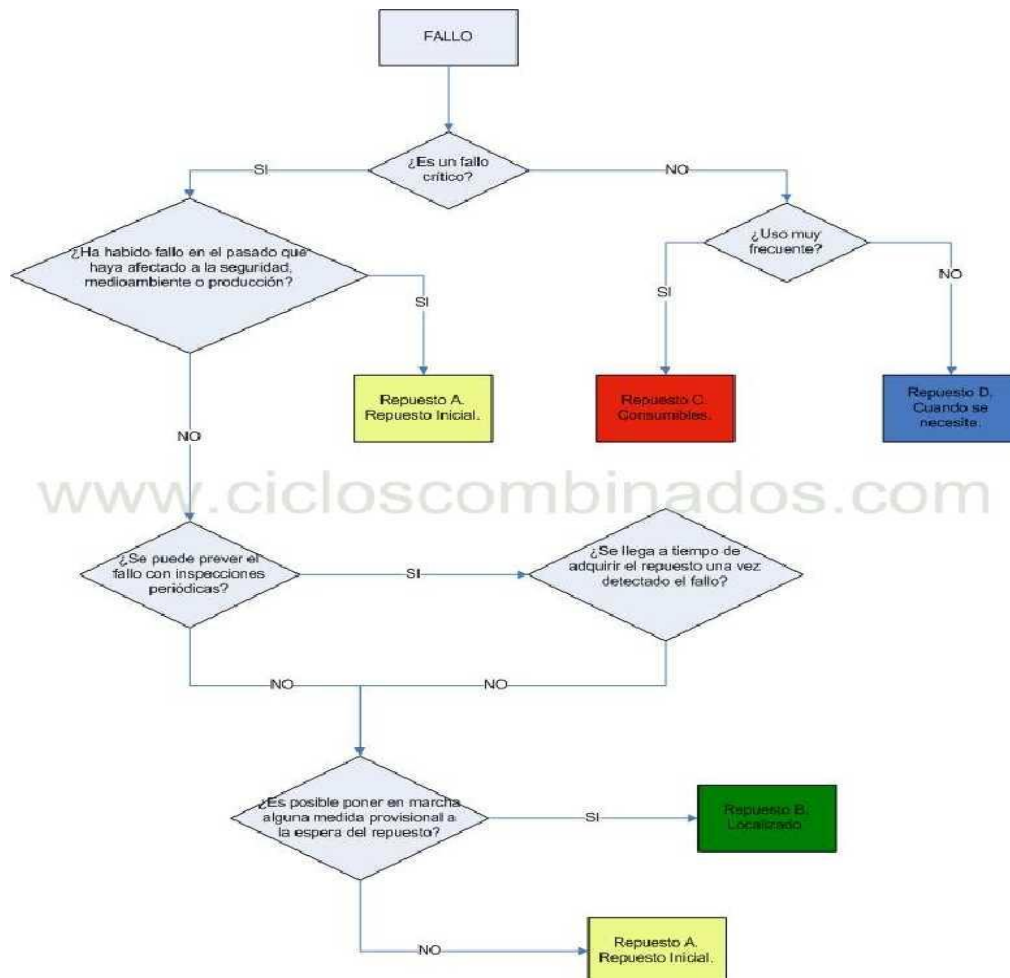 FALLO
¿Es un fallo
crítico?
SI
NO
¿Ha habido fallo en el pasado que
haya afectado a la seguridad,
medioambiente o producción?
¿Uso muy
frecuente?
SI
SI
NO
Repuesto A.
Repuesto Inicial.
Repuesto C.
Consumibles.
Repuesto D.
Cuando se
necesite.
NO
www.cicloscombinados.com
¿Se puede prever el
fallo con inspecciones
periódicas?
SI
¿Se llega a tiempo de
adquirir el repuesto una vez
detectado el fallo?
NO
NO
¿Es posible poner en marcha
alguna medida provisional a
la espera del repuesto?
SI
Repuesto B.
Localizado.
NO
Repuesto A.
Repuesto Inicial.